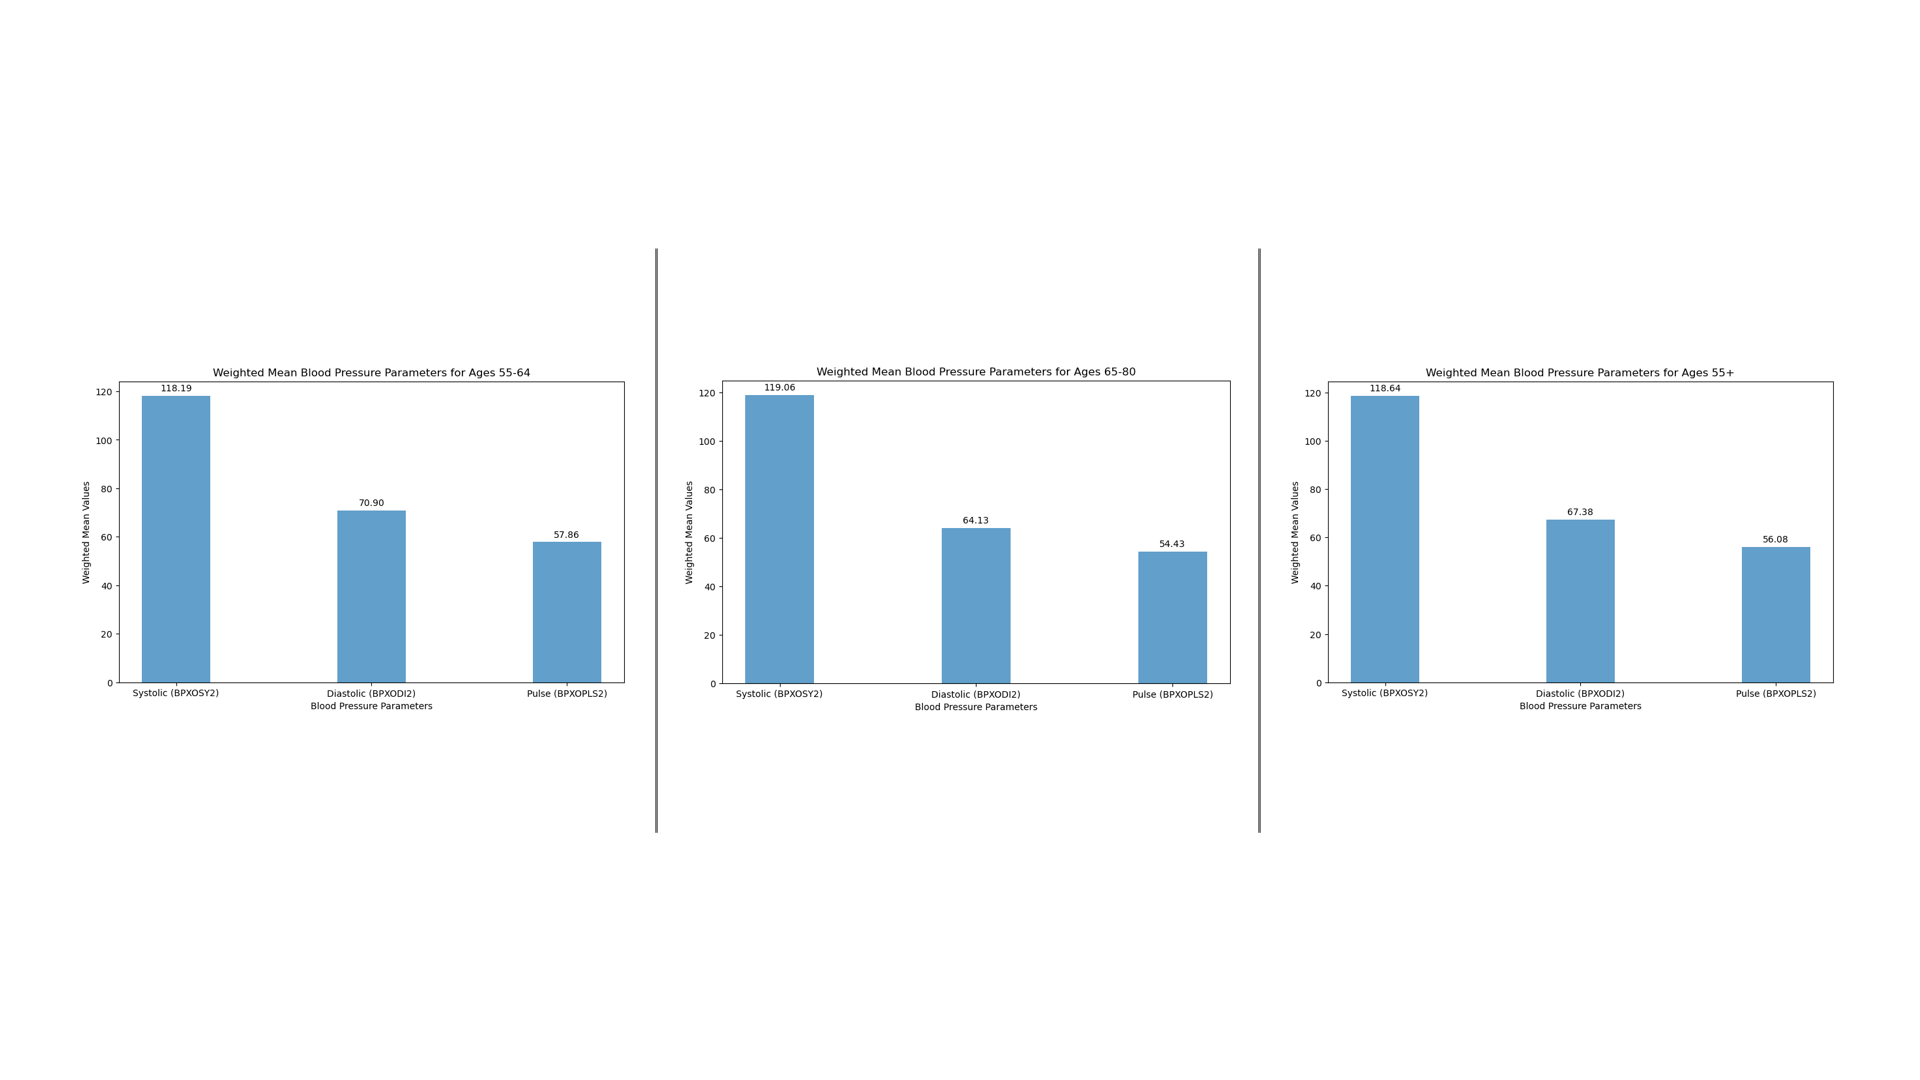 Weighted Mean Blood Pressure Parameters for Ages 55-64
120
100
80
60
40
20
0
Weighted Mean Values
118.19
70.90
57.86
Systolic (BPXOSY2)
Diastolic (BPXODI2)
Pulse (BPXOPLS2)
Blood Pressure Parameters
Weighted Mean Blood Pressure Parameters for Ages 65-80
120
100
80
60
40
20
0
Weighted Mean Values
119.06
64.13
54.43
Systolic (BPXOSY2)
Diastolic (BPXODI2)
Pulse (BPXOPLS2)
Blood Pressure Parameters
Weighted Mean Blood Pressure Parameters for Ages 55+
120
100
80
60
40
20
0
Weighted Mean Values
118.64
67.38
56.08
Systolic (BPXOSY2)
Diastolic (BPXODI2)
Pulse (BPXOPLS2)
Blood Pressure Parameters